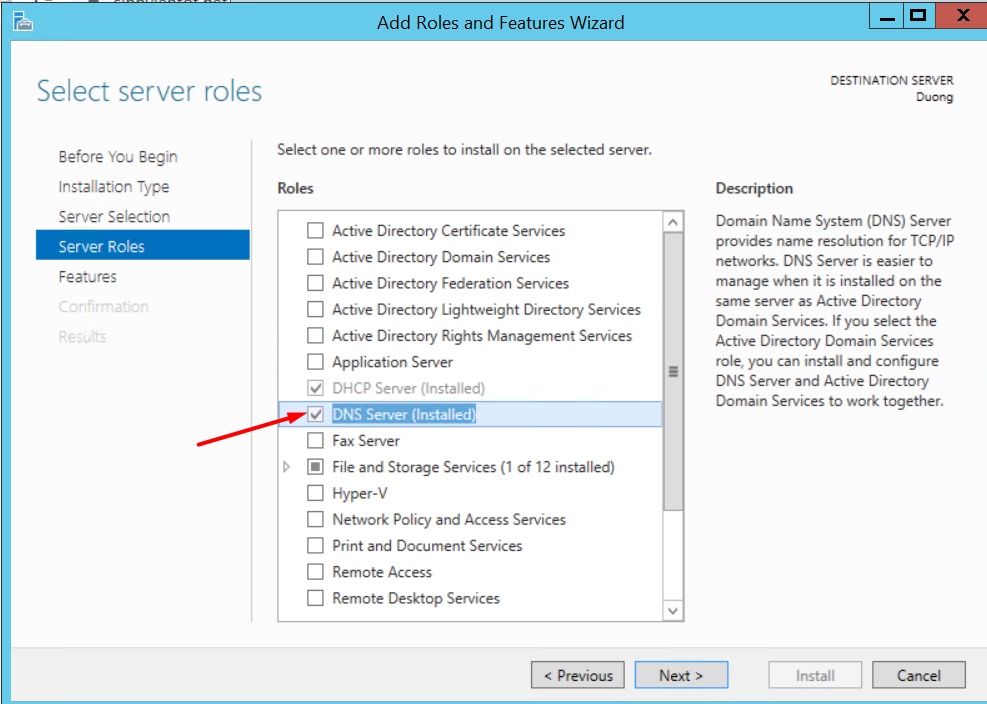 Add Roles and Features Wizard
Select server roles
DESTINATION SERVER
Duong
Before You Begin
Installation Type
Server Selection
Server Roles
Features
Confirmation
Results
Select one or more roles to install on the selected server.
Roles
Active Directory Certificate Services
Active Directory Domain Services
Active Directory Federation Services
Active Directory Lightweight Directory Services
Active Directory Rights Management Services
Application Server
DHCP Server (Installed)
DNS Server (Installed)
Fax Server
File and Storage Services (1 of 12 installed)
Hyper-V
Network Policy and Access Services
Print and Document Services
Remote Access
Remote Desktop Services
Description
Domain Name System (DNS) Server
provides name resolution for TCP/IP
networks. DNS Server is easier to
manage when it is installed on the
same server as Active Directory
Domain Services. If you select the
Active Directory Domain Services
role, you can install and configure
DNS Server and Active Directory
Domain Services to work together.
< Previous
Next >
Install
Cancel